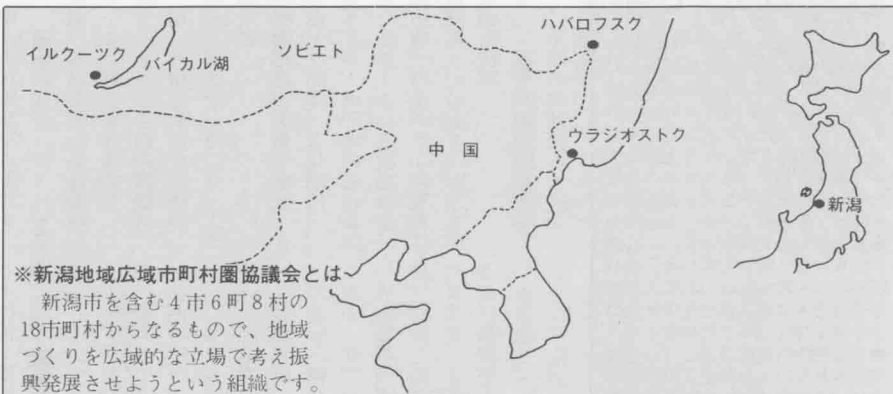 ハバロフスク
イルクーツク
ソビエト
バイカル湖
ウラジオストク
中国
新潟
※新潟地域広域市町村圏協議会とは
新潟市を含む4市6町8村の
18市町村からなるもので、地域
づくりを広域的な立場で考え振
興発展させようという組織です。